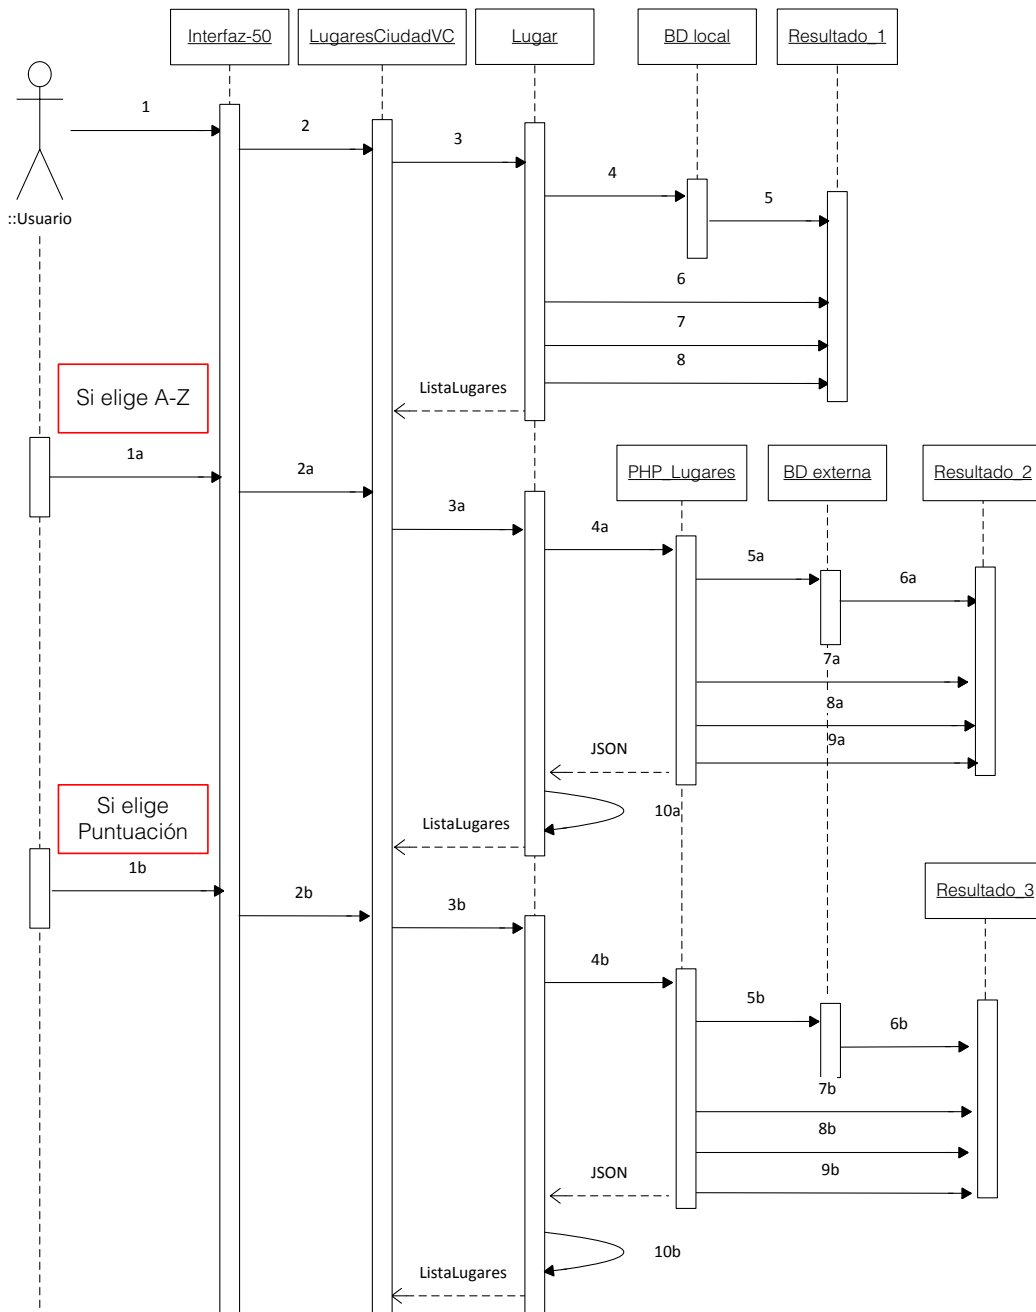 Interfaz-50
LugaresCiudadVC
Lugar
BD local
Resultado_1
1
2
3
4
5
::Usuario
6
7
8
ListaLugares
Si elige A-Z
1a
2a
3a
4a
PHP_Lugares
BD externa
Resultado_2
5a
6a
7a
8a
9a
JSON
10a
ListaLugares
Si elige
Puntuación
1b
2b
3b
Resultado_3
4b
5b
6b
7b
8b
9b
JSON
10b
ListaLugares